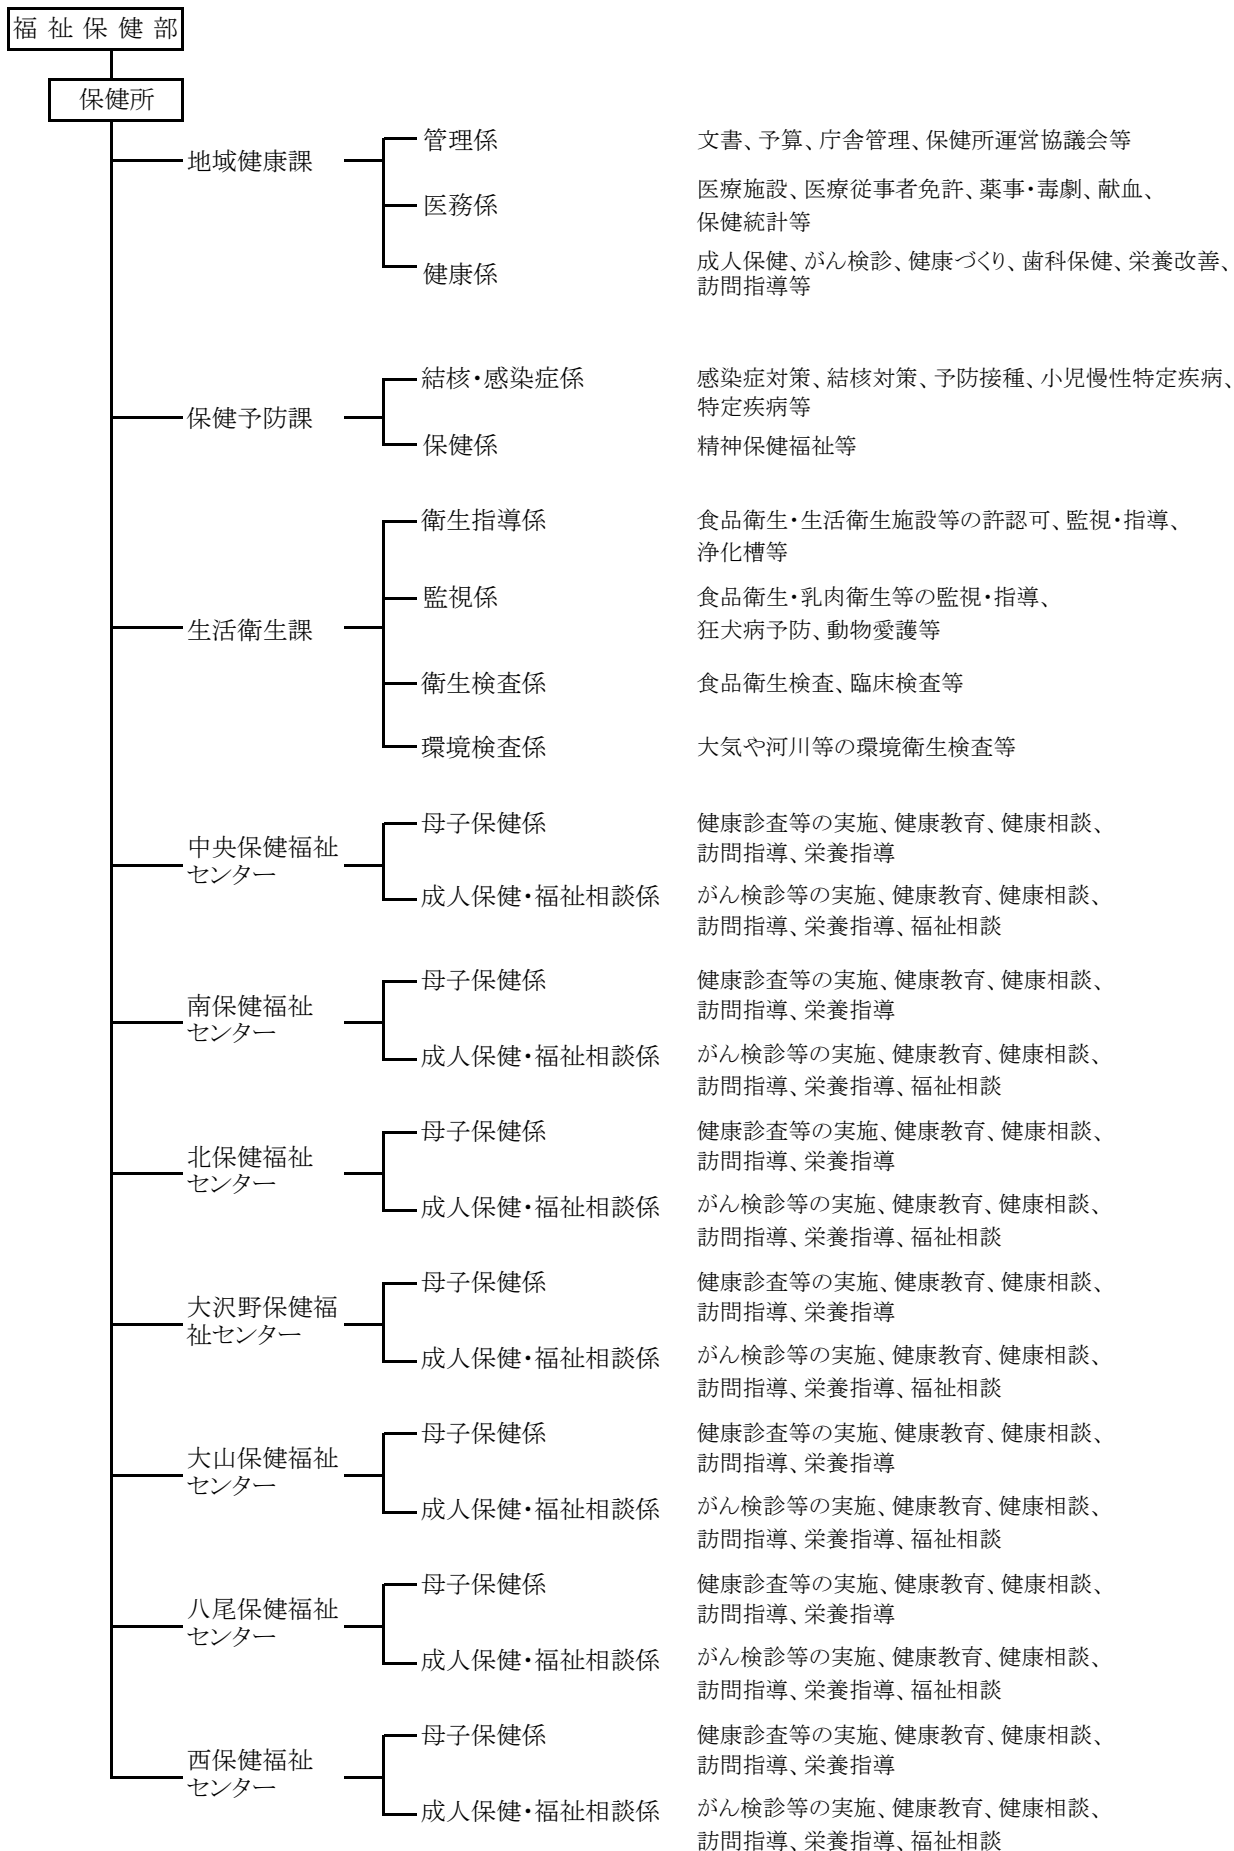 福祉保健部
保健所
地域健康課
管理係
文書、予算、庁舎管理、保健所運営協議会等
医務係
医療施設、医療従事者免許、薬事・毒劇、献血、
保健統計等
健康係
成人保健、がん検診、健康づくり、歯科保健、栄養改善、
訪問指導等
保健予防課
結核・感染症係
感染症対策、結核対策、予防接種、小児慢性特定疾病、
特定疾病等
保健係
精神保健福祉等
生活衛生課
衛生指導係
食品衛生・生活衛生施設等の許認可、監視・指導、
浄化槽等
監視係
食品衛生・乳肉衛生等の監視・指導、
狂犬病予防、動物愛護等
衛生検査係
食品衛生検査、臨床検査等
環境検査係
大気や河川等の環境衛生検査等
中央保健福祉
センター
母子保健係
健康診査等の実施、健康教育、健康相談、
訪問指導、栄養指導
成人保健・福祉相談係
がん検診等の実施、健康教育、健康相談、
訪問指導、栄養指導、福祉相談
南保健福祉
センター
母子保健係
健康診査等の実施、健康教育、健康相談、
訪問指導、栄養指導
成人保健・福祉相談係
がん検診等の実施、健康教育、健康相談、
訪問指導、栄養指導、福祉相談
北保健福祉
センター
母子保健係
健康診査等の実施、健康教育、健康相談、
訪問指導、栄養指導
成人保健・福祉相談係
がん検診等の実施、健康教育、健康相談、
訪問指導、栄養指導、福祉相談
大沢野保健福
祉センター
母子保健係
健康診査等の実施、健康教育、健康相談、
訪問指導、栄養指導
成人保健・福祉相談係
がん検診等の実施、健康教育、健康相談、
訪問指導、栄養指導、福祉相談
大山保健福祉
センター
母子保健係
健康診査等の実施、健康教育、健康相談、
訪問指導、栄養指導
成人保健・福祉相談係
がん検診等の実施、健康教育、健康相談、
訪問指導、栄養指導、福祉相談
八尾保健福祉
センター
母子保健係
健康診査等の実施、健康教育、健康相談、
訪問指導、栄養指導
成人保健・福祉相談係
がん検診等の実施、健康教育、健康相談、
訪問指導、栄養指導、福祉相談
西保健福祉
センター
母子保健係
健康診査等の実施、健康教育、健康相談、
訪問指導、栄養指導
成人保健・福祉相談係
がん検診等の実施、健康教育、健康相談、
訪問指導、栄養指導、福祉相談